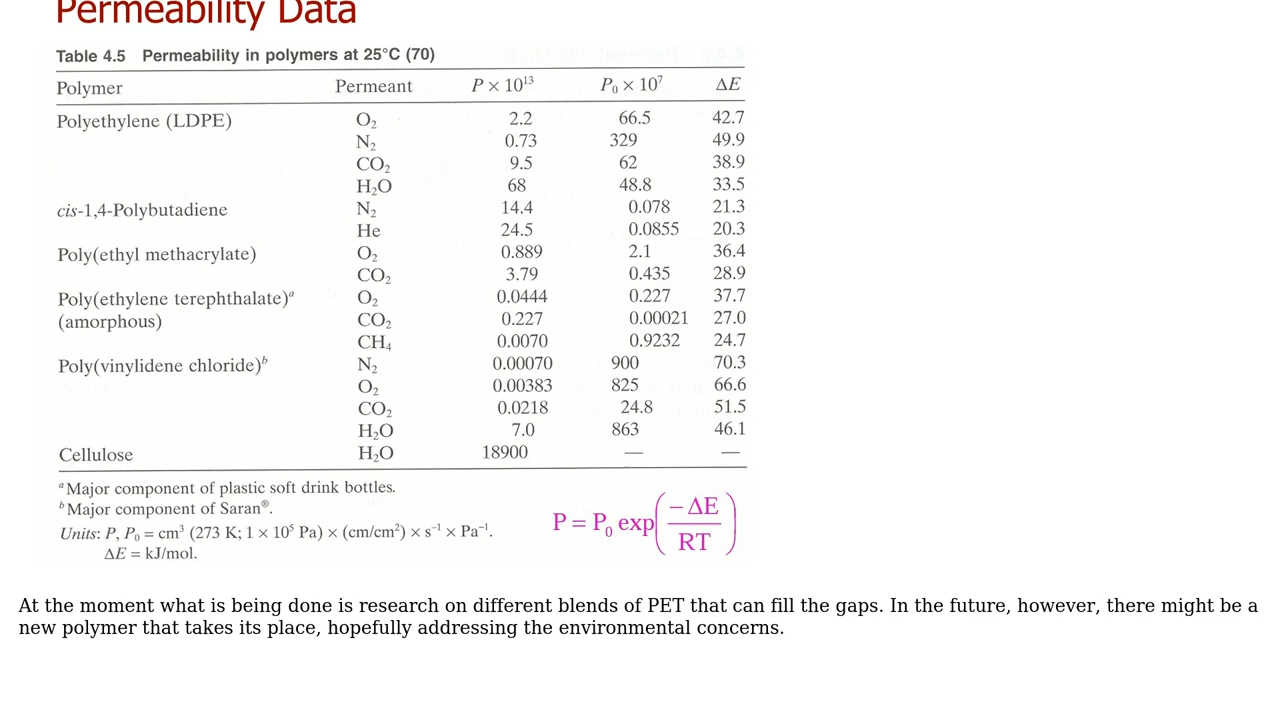 Permeability Data
Table 4.5 Permeability in polymers at 25°C (70)
Polymer Permeant P × 10¹³ P₀ × 10⁷ ΔE
Polyethylene (LDPE) O₂ 2.2 66.5 42.7
N₂ 0.73 329 49.9
CO₂ 9.5 62 38.9
H₂O 68 48.8 33.5
cis-1,4-Polybutadiene N₂ 14.4 0.078 21.3
He 24.5 0.0855 20.3
Poly(ethyl methacrylate) O₂ 0.889 2.1 36.4
CO₂ 3.79 0.435 28.9
Poly(ethylene terephthalate)ᵃ O₂ 0.0444 0.227 37.7
(amorphous) CO₂ 0.227 0.00021 27.0
CH₄ 0.0070 0.9232 24.7
Poly(vinylidene chloride)ᵇ N₂ 0.00070 900 70.3
O₂ 0.00383 825 66.6
CO₂ 0.0218 24.8 51.5
H₂O 7.0 863 46.1
Cellulose H₂O 18900 — —
ᵃMajor component of plastic soft drink bottles.
ᵇMajor component of Saran®.
Units: P, P₀ = cm³ (273 K; 1 × 10⁵ Pa) × (cm/cm²) × s⁻¹ × Pa⁻¹.
ΔE = kJ/mol.
P = P₀ exp(−ΔE/RT)
At the moment what is being done is research on different blends of PET that can fill the gaps. In the future, however, there might be a
new polymer that takes its place, hopefully addressing the environmental concerns.